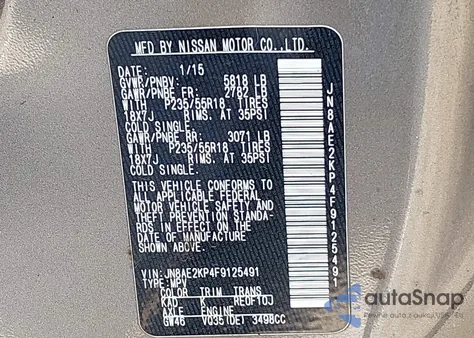 MFD BY NISSAN MOTOR CO.,LTD.
DATE: 1/15
GVWR/PNBV: 5818 LB
GAWR/PNBE FR: 2782 LB
WITH P235/55R18 TIRES
18X7J RIMS, AT 35PSI
COLD SINGLE.
GAWR/PNBE RR: 3071 LB
WITH P235/55R18 TIRES
18X7J RIMS, AT 35PSI
COLD SINGLE.
THIS VEHICLE CONFORMS TO
ALL APPLICABLE FEDERAL
MOTOR VEHICLE SAFETY AND
THEFT PREVENTION STANDA-
RDS IN EFFECT ON THE
DATE OF MANUFACTURE SHOWN
ABOVE.
VIN: JN8AE2KP4F9125491
TYPE: MPV
COLOR TRIM TRANS
KAD K RE0F10J
AXLE ENGINE
GW46 VQ35(DE) 3498CC
JN8AE2KP4F9125491
autoSnap